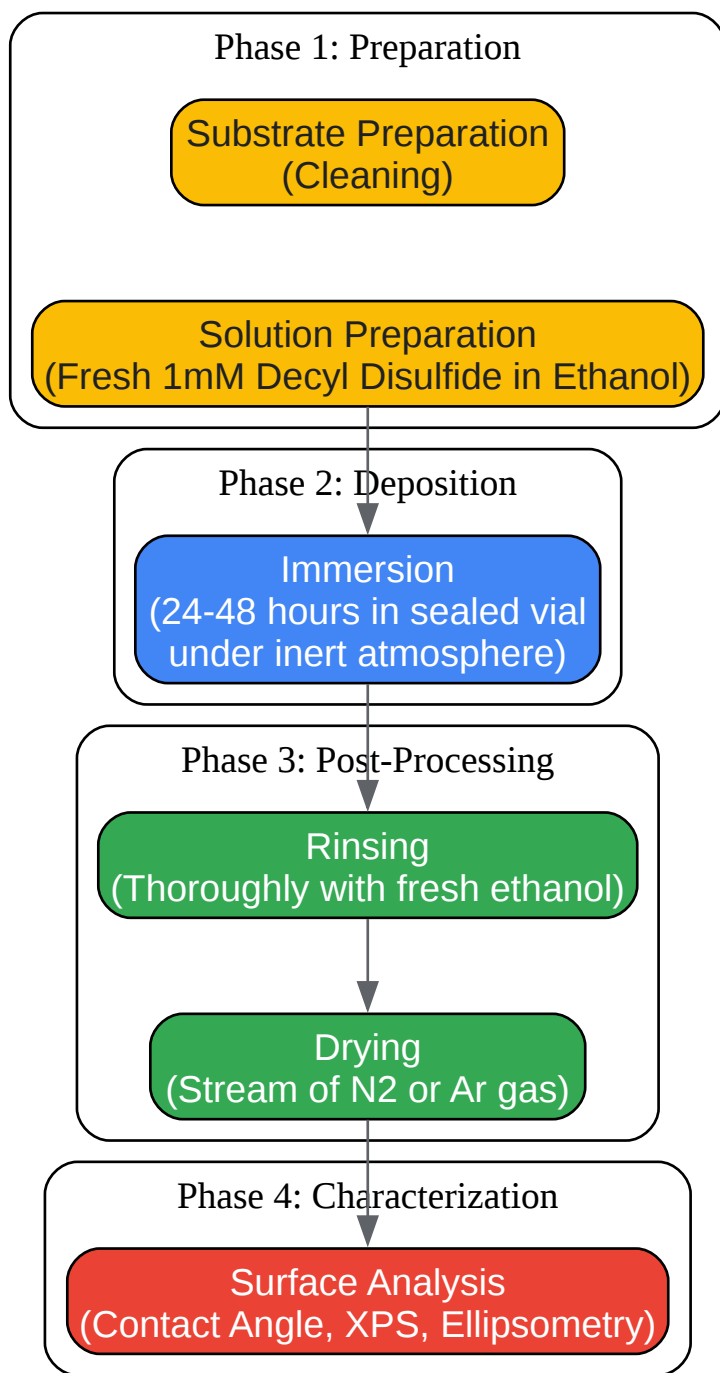 Phase 1: Preparation
Substrate Preparation
(Cleaning)
Solution Preparation
(Fresh 1mM Decyl Disulfide in Ethanol)
Phase 2: Deposition
Immersion
(24-48 hours in sealed vial
under inert atmosphere)
Phase 3: Post-Processing
Rinsing
(Thoroughly with fresh ethanol)
Drying
(Stream of N2 or Ar gas)
Phase 4: Characterization
Surface Analysis
(Contact Angle, XPS, Ellipsometry)